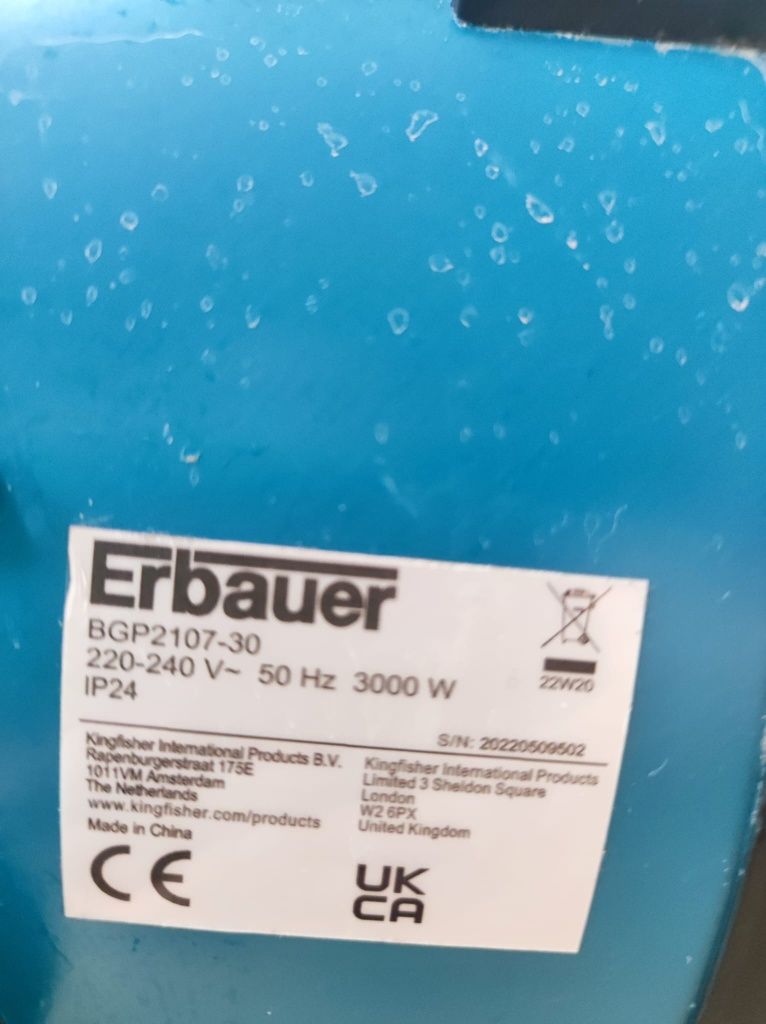 Erbauer
BGP2107-30
220-240 V~ 50 Hz 3000 W
IP24
22W20
S/N: 20220509502
Kingfisher International Products B.V.
Rapenburgerstraat 175E
1011VM Amsterdam
The Netherlands
www.kingfisher.com/products
Made in China
CE
Kingfisher International Products
Limited 3 Sheldon Square
London
W2 6PX
United Kingdom
UK
CA